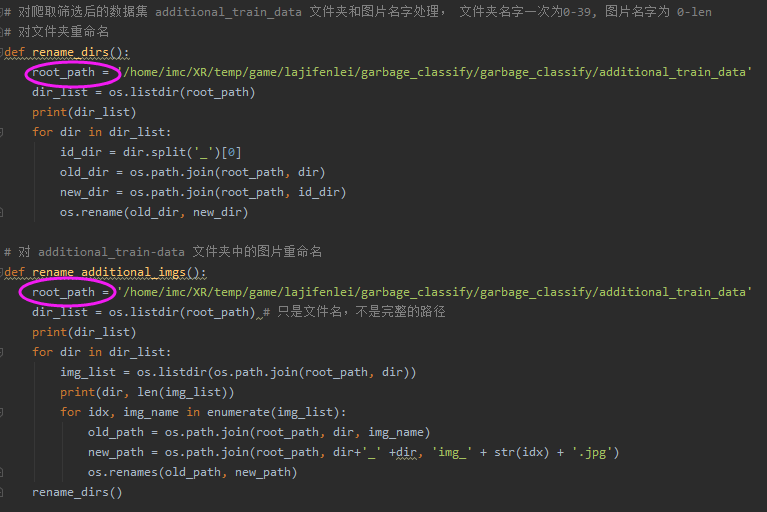 # 对爬取筛选后的数据集 additional_train_data 文件夹和图片名字处理， 文件夹名字一次为0-39, 图片名字为 0-len
# 对文件夹重命名
def rename_dirs():
    root_path = '/home/imc/XR/temp/game/lajifenlei/garbage_classify/garbage_classify/additional_train_data'
    dir_list = os.listdir(root_path)
    print(dir_list)
    for dir in dir_list:
        id_dir = dir.split('_')[0]
        old_dir = os.path.join(root_path, dir)
        new_dir = os.path.join(root_path, id_dir)
        os.rename(old_dir, new_dir)
# 对 additional_train-data 文件夹中的图片重命名
def rename_additional_imgs():
    root_path = '/home/imc/XR/temp/game/lajifenlei/garbage_classify/garbage_classify/additional_train_data'
    dir_list = os.listdir(root_path) # 只是文件名，不是完整的路径
    print(dir_list)
    for dir in dir_list:
        img_list = os.listdir(os.path.join(root_path, dir))
        print(dir, len(img_list))
        for idx, img_name in enumerate(img_list):
            old_path = os.path.join(root_path, dir, img_name)
            new_path = os.path.join(root_path, dir+'_' +dir, 'img_' + str(idx) + '.jpg')
            os.renames(old_path, new_path)
    rename_dirs()